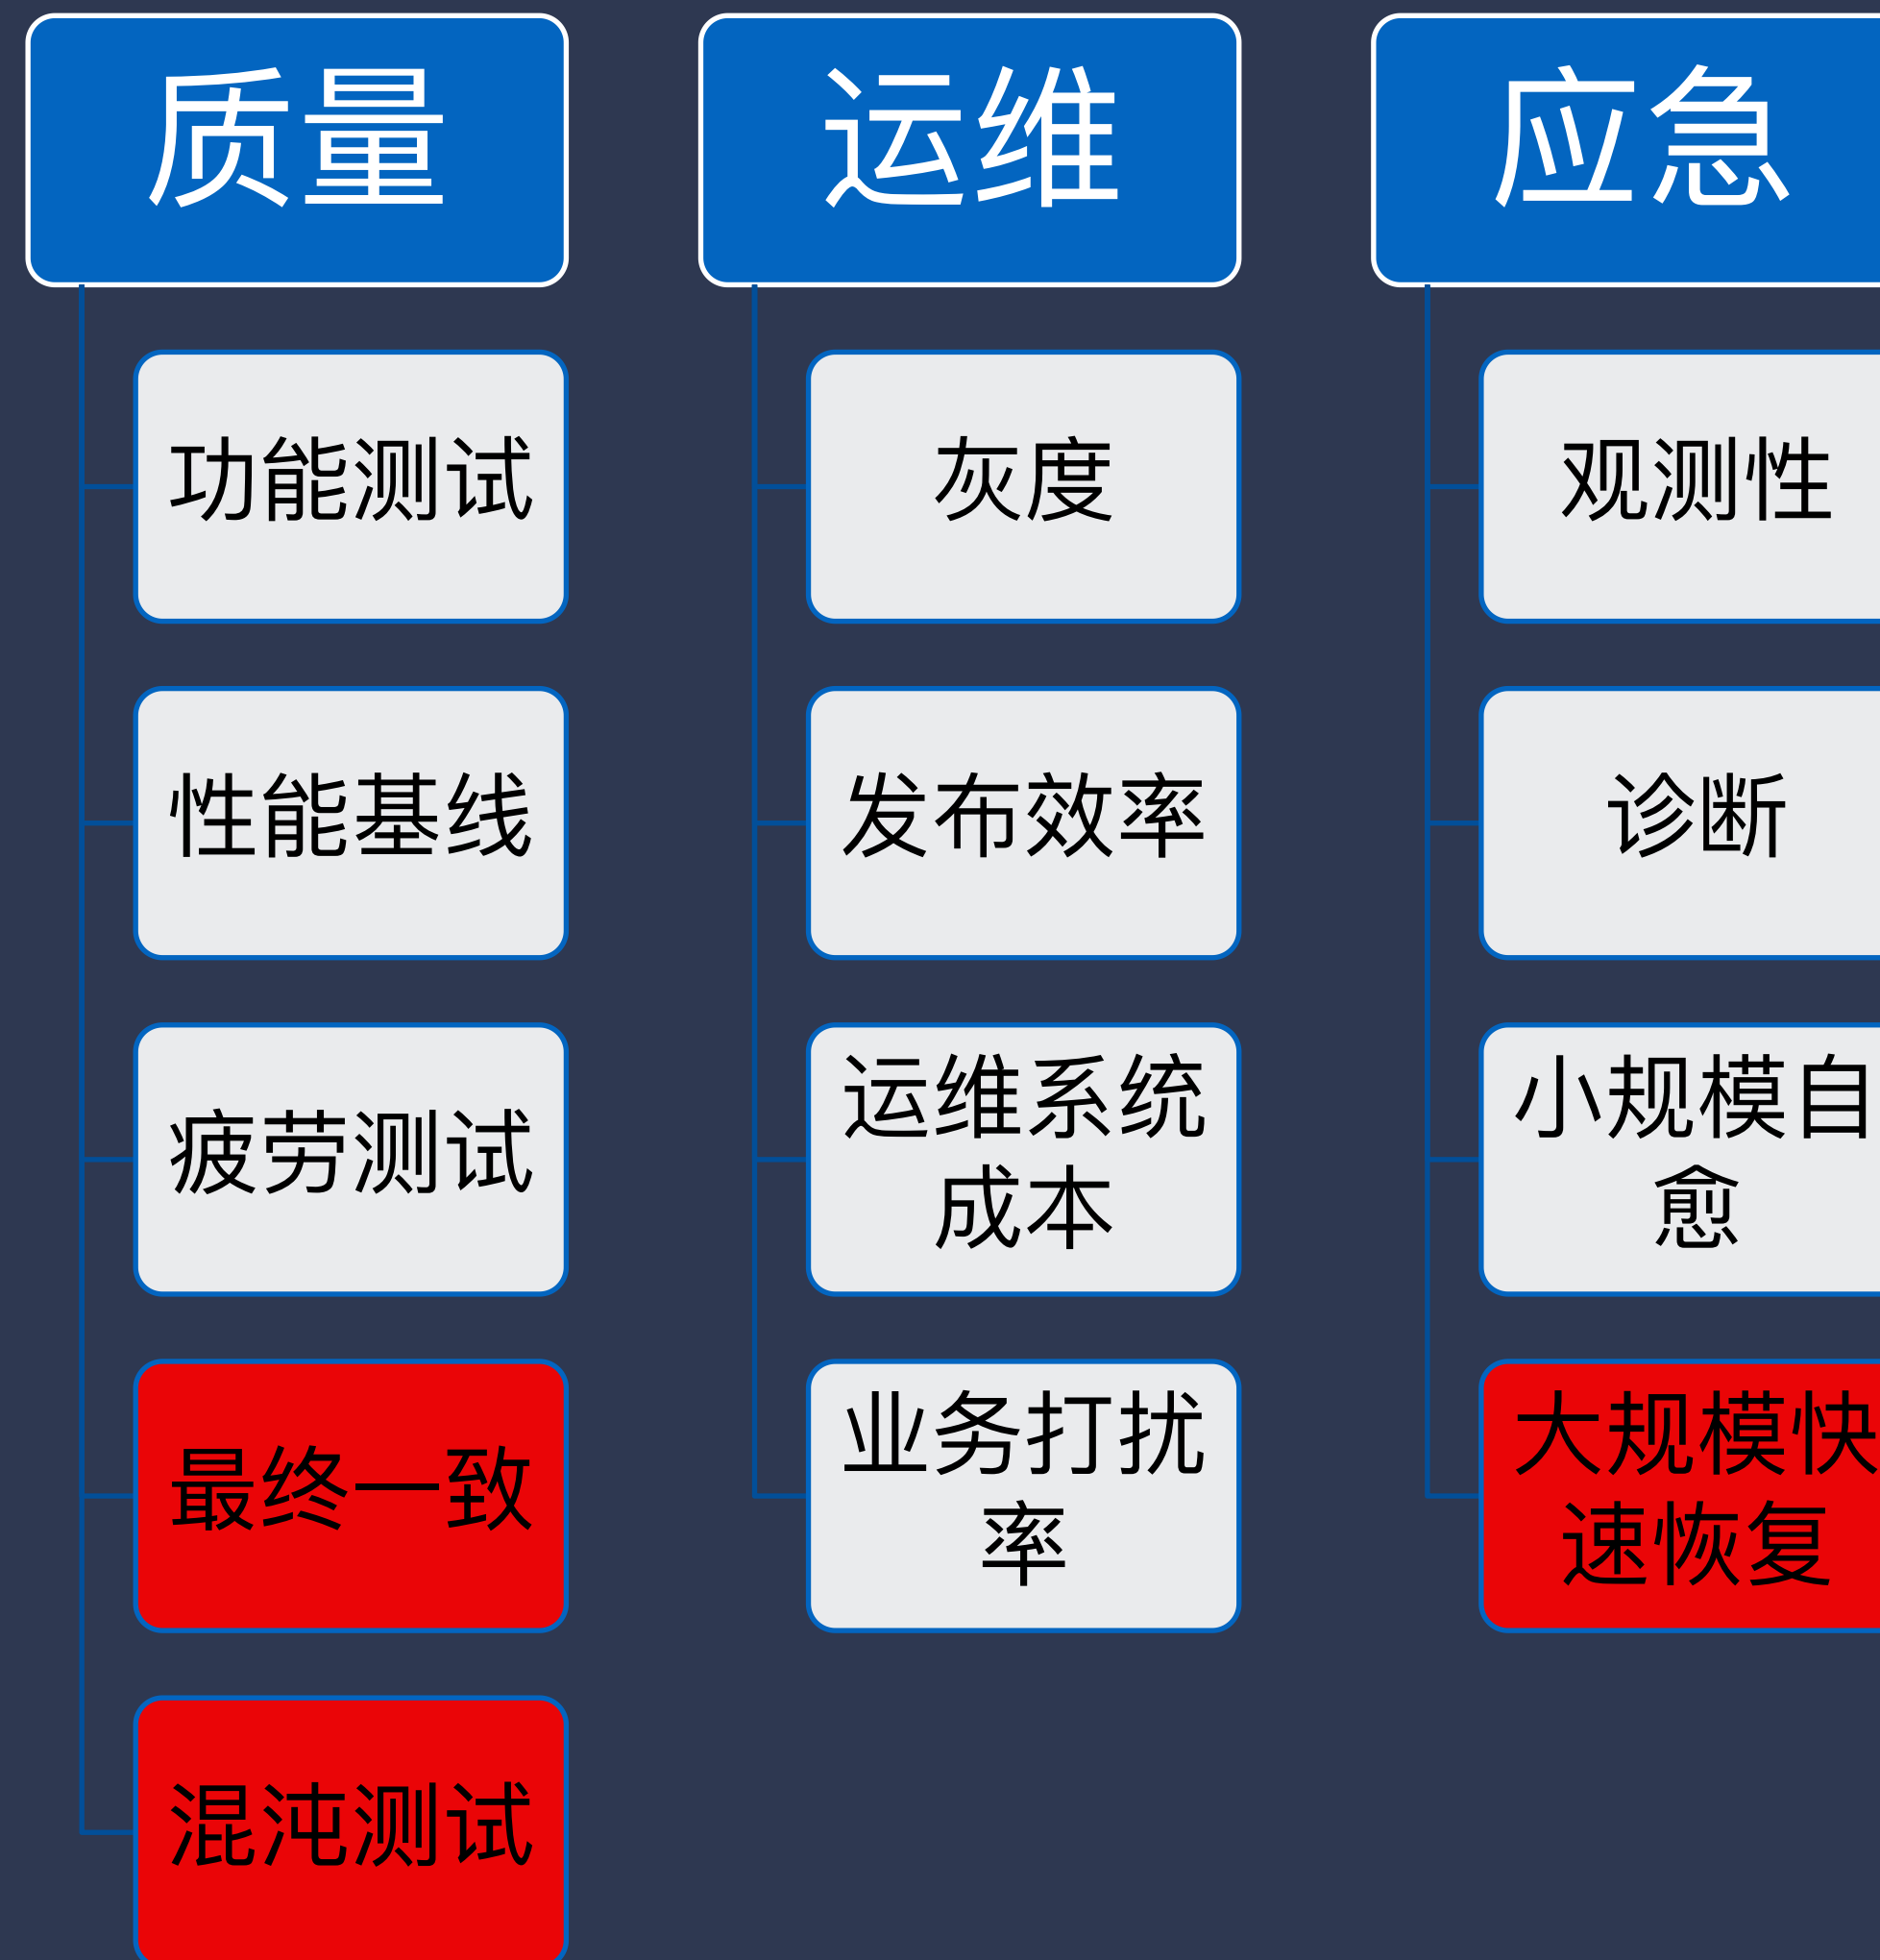 质量
功能测试
性能基线
疲劳测试
最终一致
混沌测试
运维
灰度
发布效率
运维系统
成本
业务打扰
率
应急
观测性
诊断
小规模自
愈
大规模快
速恢复